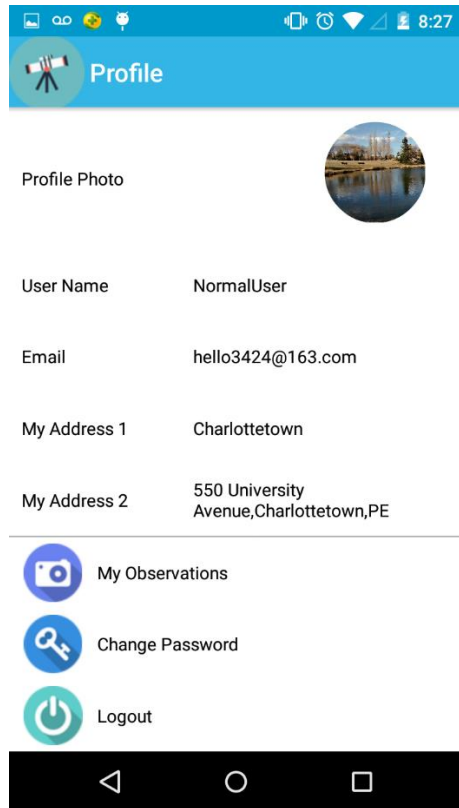 8:27
Profile
Profile Photo
User Name
NormalUser
Email
hello3424@163.com
My Address 1
Charlottetown
My Address 2
550 University
Avenue,Charlottetown,PE
My Observations
Change Password
Logout